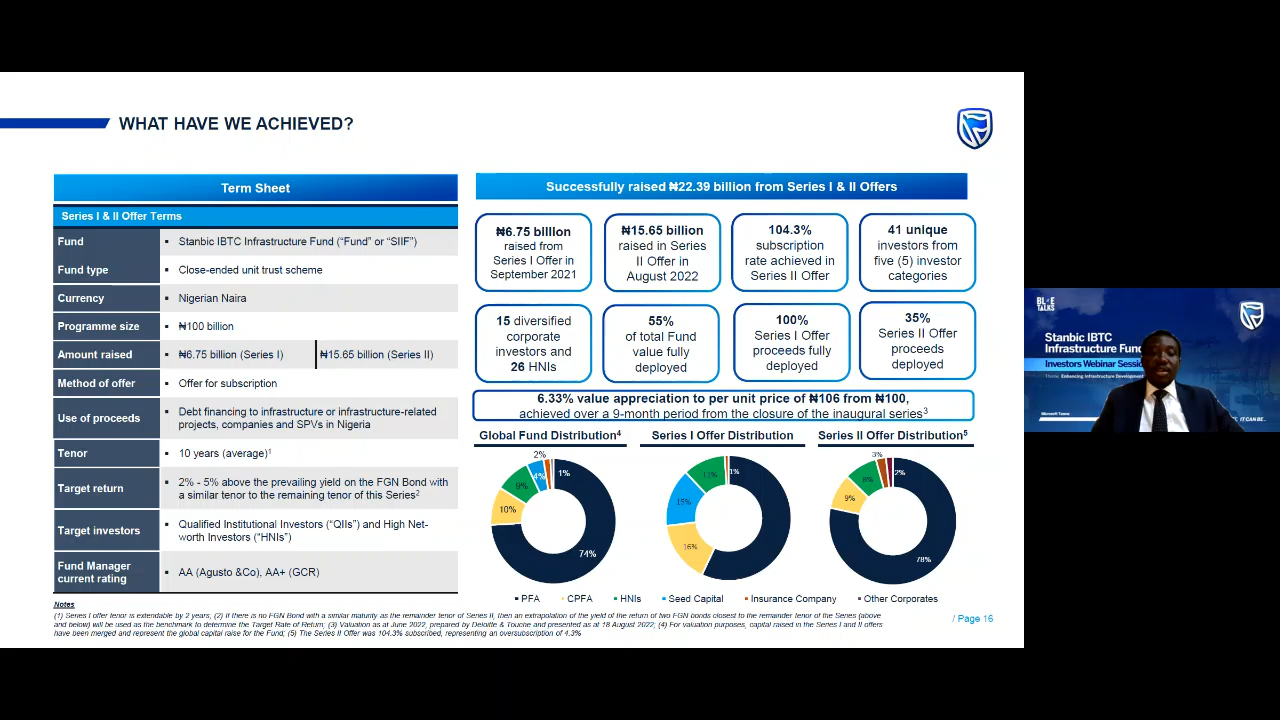 WHAT HAVE WE ACHIEVED?
Term Sheet
Series I & II Offer Terms
Fund
▪ Stanbic IBTC Infrastructure Fund (“Fund” or “SIIF”)
Fund type
▪ Close-ended unit trust scheme
Currency
▪ Nigerian Naira
Programme size
▪ ₦100 billion
Amount raised
▪ ₦6.75 billion (Series I)
₦15.65 billion (Series II)
Method of offer
▪ Offer for subscription
Use of proceeds
▪ Debt financing to infrastructure or infrastructure-related
projects, companies and SPVs in Nigeria
Tenor
▪ 10 years (average)1
Target return
▪ 2% - 5% above the prevailing yield on the FGN Bond with
a similar tenor to the remaining tenor of this Series2
Target investors
▪ Qualified Institutional Investors (“QIIs”) and High Net-
worth Investors (“HNIs”)
Fund Manager
current rating
▪ AA (Agusto &Co), AA+ (GCR)
Successfully raised ₦22.39 billion from Series I & II Offers
₦6.75 billion
raised from
Series I Offer in
September 2021
₦15.65 billion
raised in Series
II Offer in
August 2022
104.3%
subscription
rate achieved in
Series II Offer
41 unique
investors from
five (5) investor
categories
15 diversified
corporate
investors and
26 HNIs
55%
of total Fund
value fully
deployed
100%
Series I Offer
proceeds fully
deployed
35%
Series II Offer
proceeds
deployed
6.33% value appreciation to per unit price of ₦106 from ₦100,
achieved over a 9-month period from the closure of the inaugural series3
Global Fund Distribution4
2%
1%
4%
9%
10%
74%
Series I Offer Distribution
1%
11%
15%
16%
Series II Offer Distribution5
3%
2%
8%
9%
78%
PFA
CPFA
HNIs
Seed Capital
Insurance Company
Other Corporates
Notes
(1) Series I offer tenor is extendable by 2 years; (2) If there is no FGN Bond with a similar maturity as the remainder tenor of Series II, then an extrapolation of the yield of the return of two FGN bonds closest to the remainder tenor of the Series (above
and below) will be used as the benchmark to determine the Target Rate of Return; (3) Valuation as at June 2022, prepared by Deloitte & Touche and presented as at 18 August 2022; (4) For valuation purposes, capital raised in the Series I and II offers
have been merged and represent the global capital raise for the Fund; (5) The Series II Offer was 104.3% subscribed, representing an oversubscription of 4.3%
/ Page 16
BLUE
TALKS
Stanbic IBTC
Infrastructure Fund
Investors Webinar Sessi
Theme: Enhancing Infrastructure Development
Microsoft Teams
IT CAN BE..